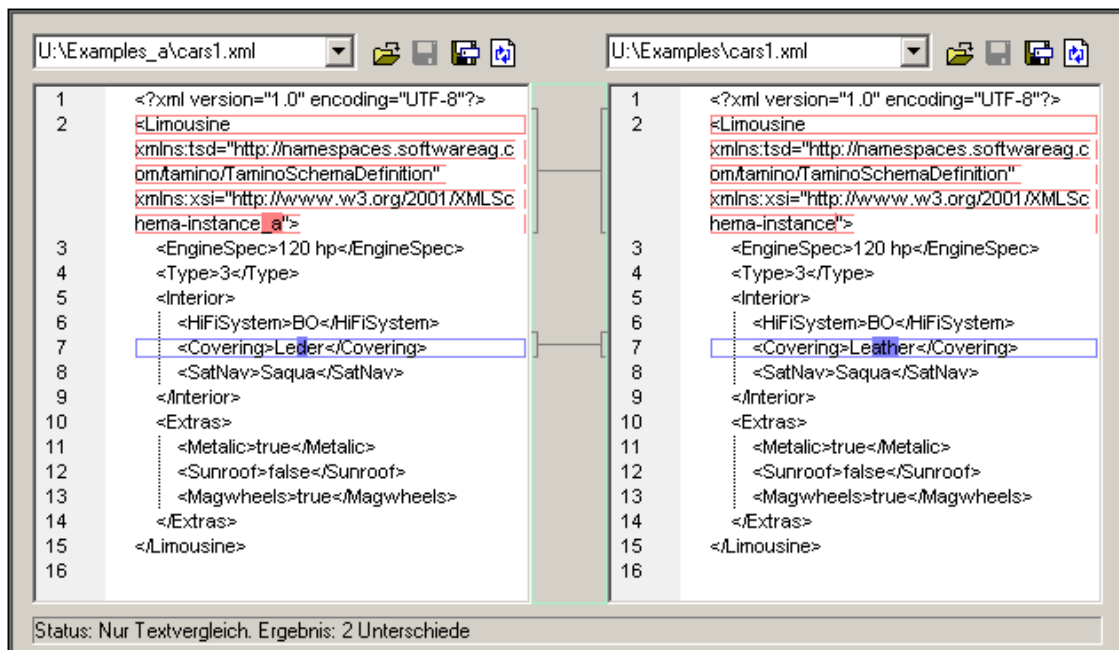 U:\Examples_a\cars1.xml
1 <?xml version="1.0" encoding="UTF-8"?>
2 <Limousine
xmlns:tsd="http://namespaces.softwareag.c
om/tamino/TaminoSchemaDefinition"
xmlns:xsi="http://www.w3.org/2001/XMLSc
hema-instance_a">
3 <EngineSpec>120 hp</EngineSpec>
4 <Type>3</Type>
5 <Interior>
6 <HiFiSystem>BO</HiFiSystem>
7 <Covering>Leder</Covering>
8 <SatNav>Saqua</SatNav>
9 </Interior>
10 <Extras>
11 <Metalic>true</Metalic>
12 <Sunroof>false</Sunroof>
13 <Magwheels>true</Magwheels>
14 </Extras>
15 </Limousine>
16
U:\Examples\cars1.xml
1 <?xml version="1.0" encoding="UTF-8"?>
2 <Limousine
xmlns:tsd="http://namespaces.softwareag.c
om/tamino/TaminoSchemaDefinition"
xmlns:xsi="http://www.w3.org/2001/XMLSc
hema-instance">
3 <EngineSpec>120 hp</EngineSpec>
4 <Type>3</Type>
5 <Interior>
6 <HiFiSystem>BO</HiFiSystem>
7 <Covering>Leather</Covering>
8 <SatNav>Saqua</SatNav>
9 </Interior>
10 <Extras>
11 <Metalic>true</Metalic>
12 <Sunroof>false</Sunroof>
13 <Magwheels>true</Magwheels>
14 </Extras>
15 </Limousine>
16
Status: Nur Textvergleich. Ergebnis: 2 Unterschiede